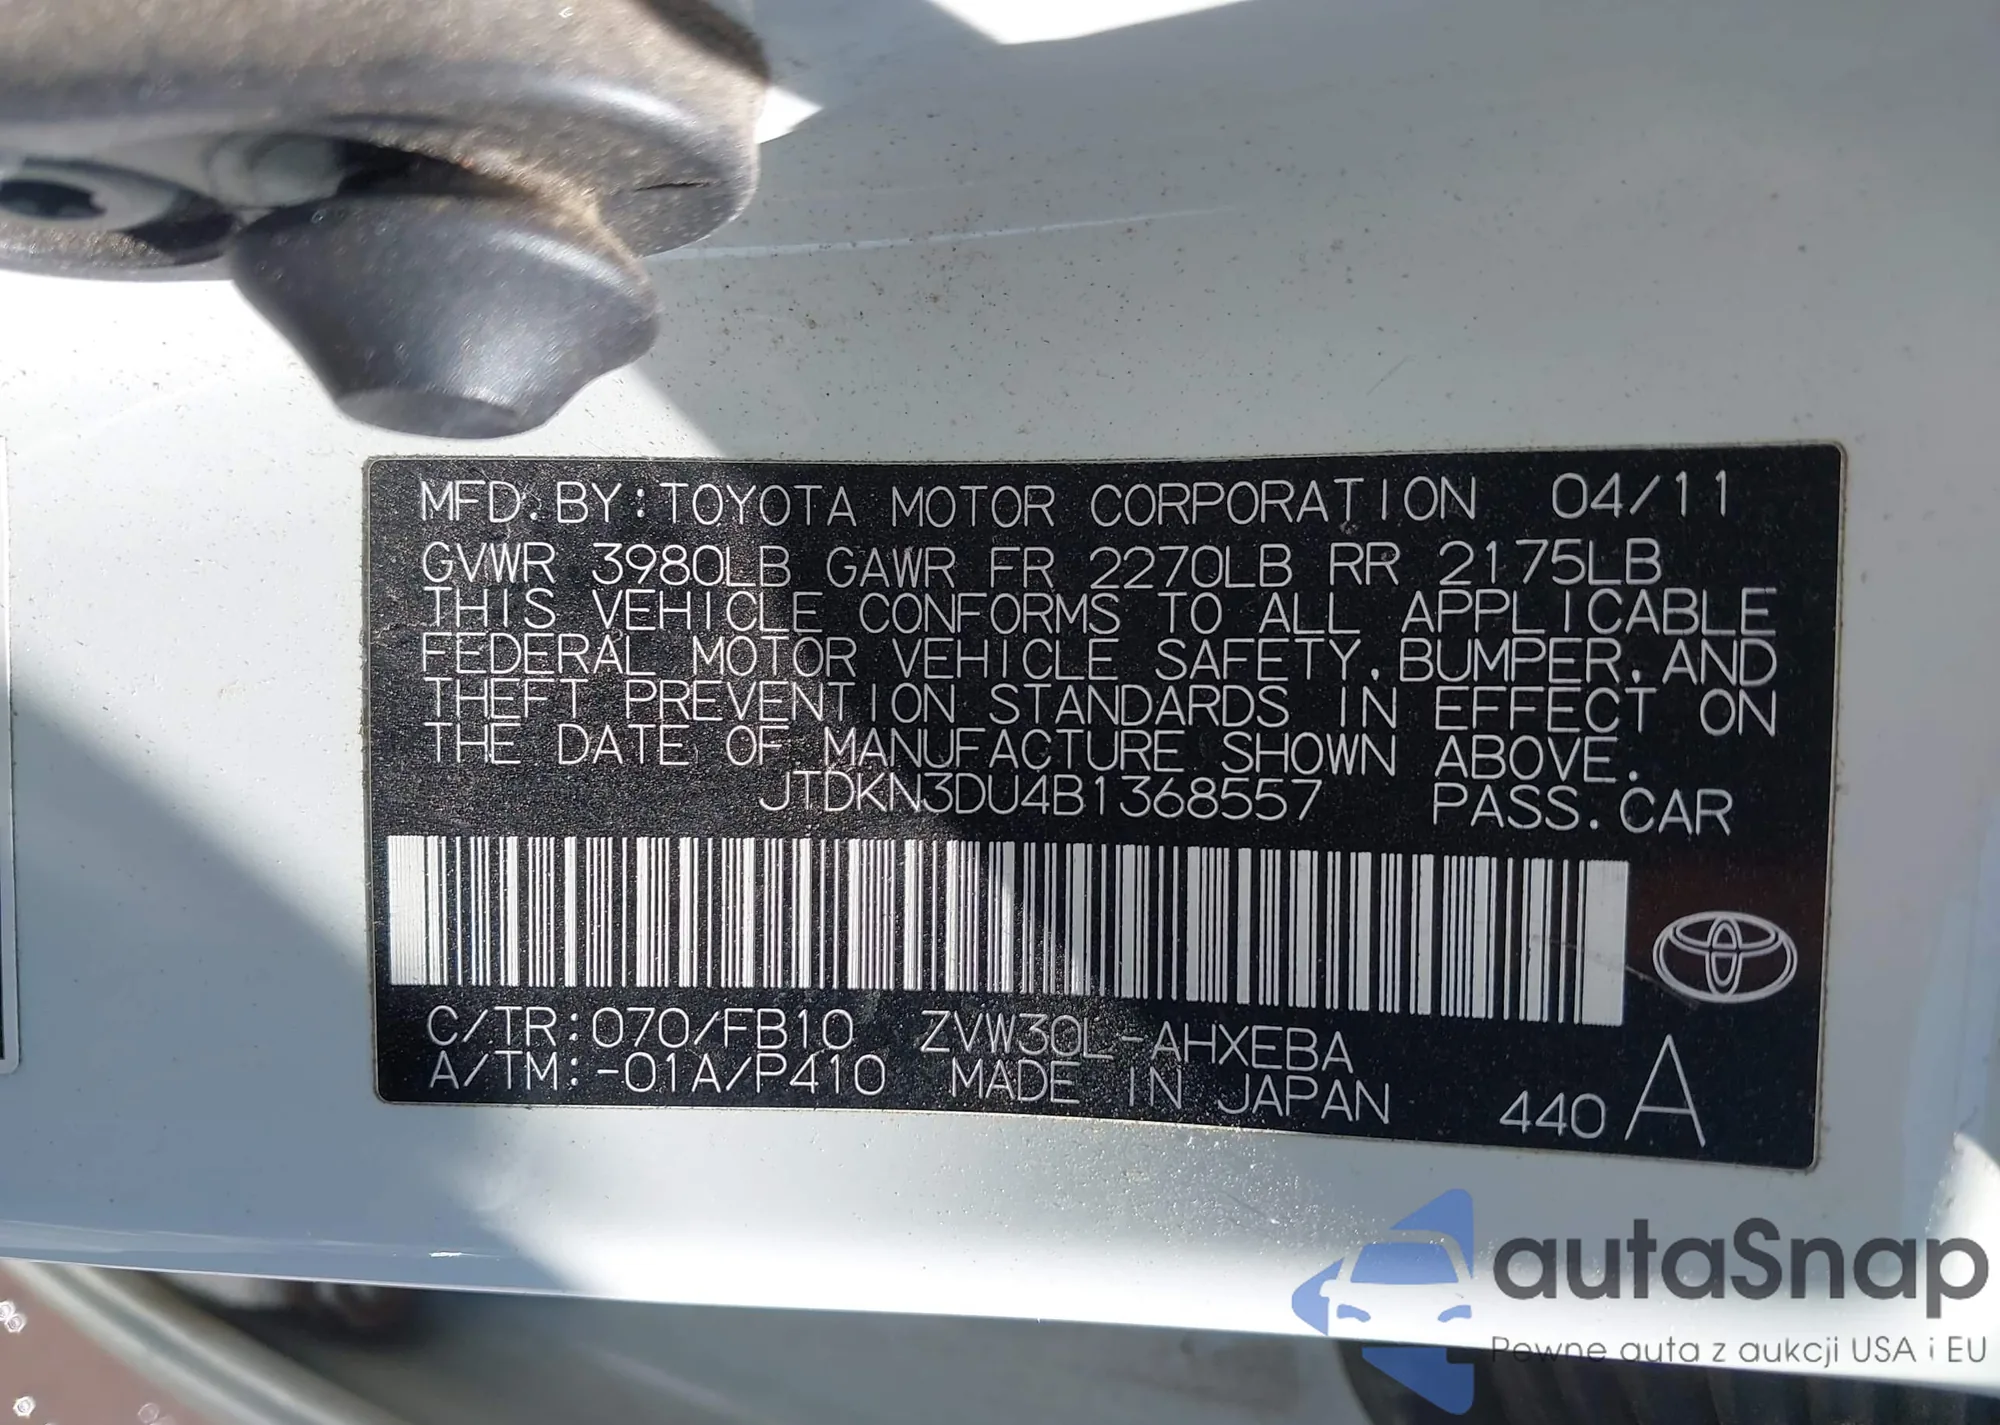 MFD. BY: TOYOTA MOTOR CORPORATION 04/11
GVWR 3980LB GAWR FR 2270LB RR 2175LB
THIS VEHICLE CONFORMS TO ALL APPLICABLE
FEDERAL MOTOR VEHICLE SAFETY, BUMPER, AND
THEFT PREVENTION STANDARDS IN EFFECT ON
THE DATE OF MANUFACTURE SHOWN ABOVE.
JTDKN3DU4B1368557 PASS. CAR
C/TR:070/FB10 ZVW30L-AHXEBA
A/TM:-01A/P410 MADE IN JAPAN 440 A
autaSnap
Pewne auta z aukcji USA i EU